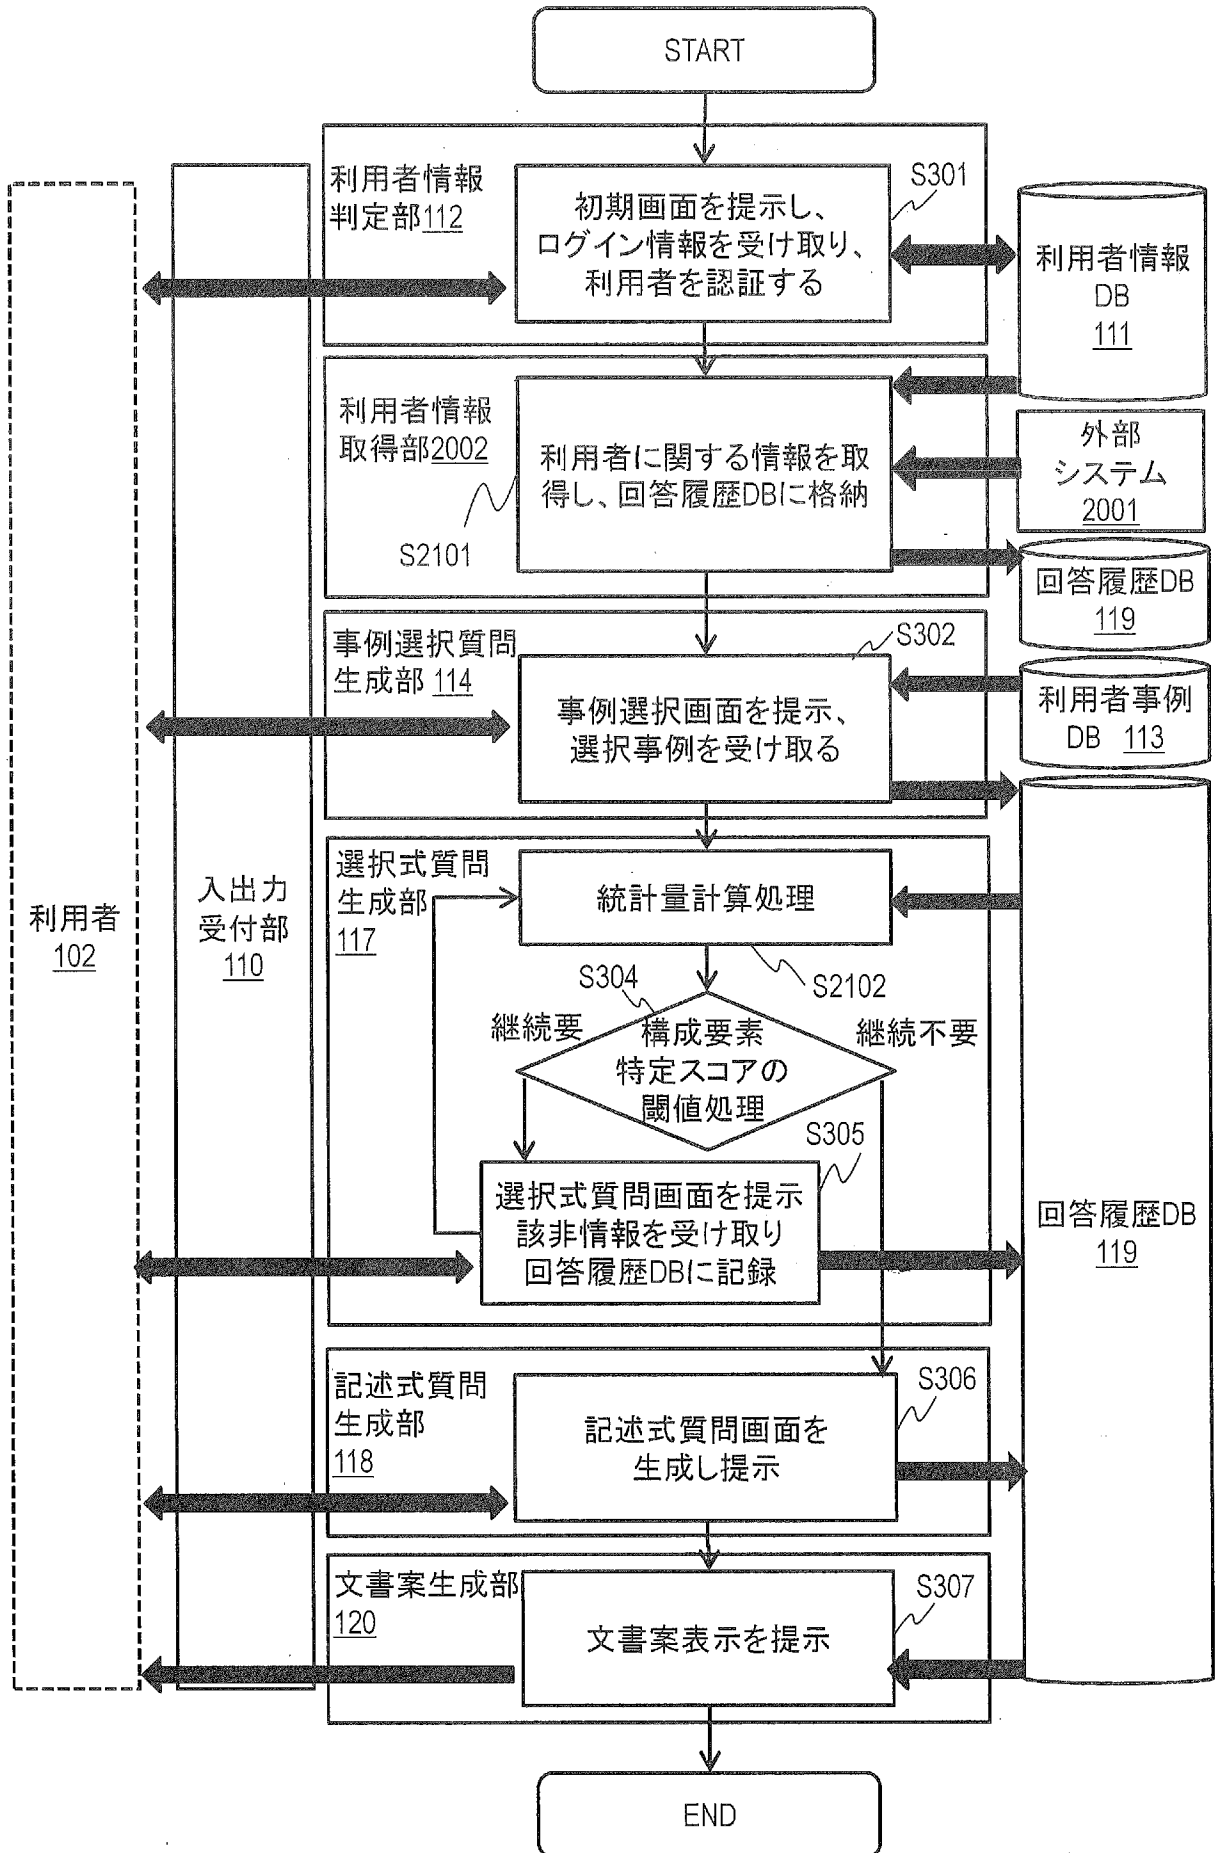 START
利用者情報
判定部112
S301
初期画面を提示し、
ログイン情報を受け取り、
利用者を認証する
利用者情報
DB
111
利用者情報
取得部2002
利用者に関する情報を取
得し、回答履歴DBに格納
S2101
外部
システム
2001
回答履歴DB
119
事例選択質問
生成部 114
S302
事例選択画面を提示、
選択事例を受け取る
利用者事例
DB 113
利用者
102
入出力
受付部
110
選択式質問
生成部
117
統計量計算処理
S2102
S304
継続要
構成要素
特定スコアの
閾値処理
継続不要
S305
選択式質問画面を提示
該非情報を受け取り
回答履歴DBに記録
回答履歴DB
119
記述式質問
生成部
118
S306
記述式質問画面を
生成し提示
文書案生成部
120
S307
文書案表示を提示
END